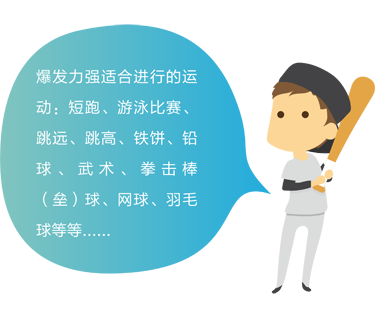 爆发力强适合进行的运
动：短跑、游泳比赛、
跳远、跳高、铁饼、铅
球、武术、拳击棒
（垒）球、网球、羽毛
球等等......